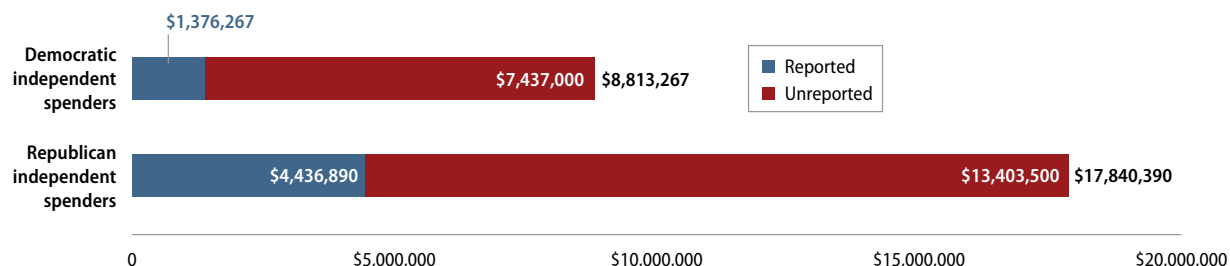 $1,376,267
Democratic
independent
spenders
$7,437,000 $8,813,267
Reported
Unreported
Republican
independent
spenders
$4,436,890 $13,403,500 $17,840,390
0 $5.000.000 $10.000.000 $15.000.000 $20.000.000